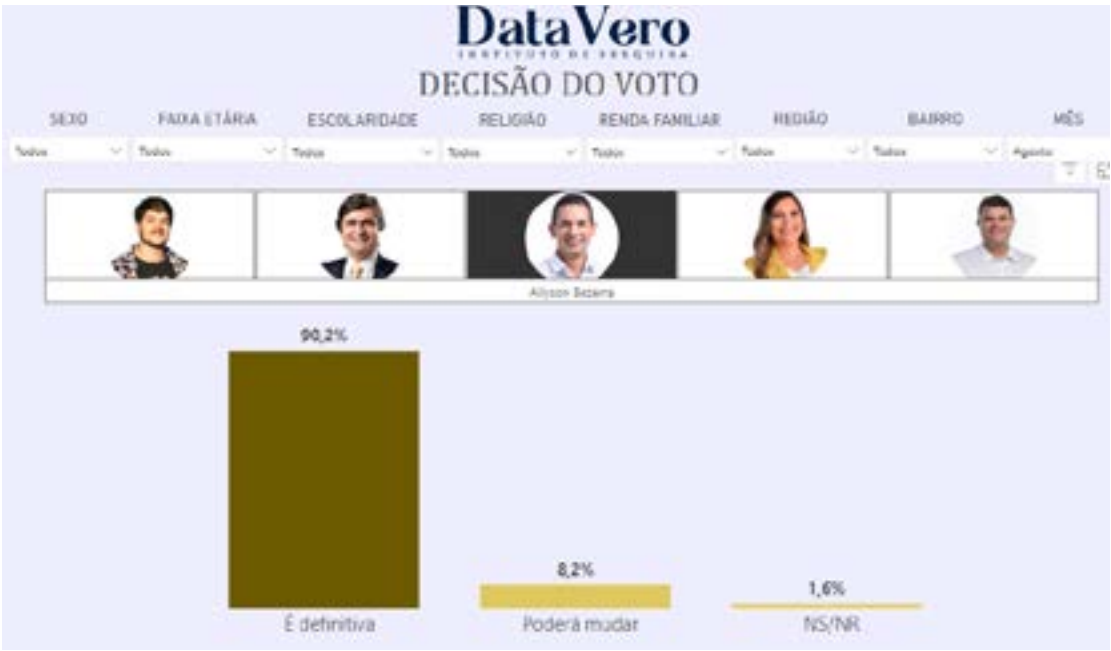 DataVero
INSTITUTO DE PESQUISA
DECISÃO DO VOTO
SEXO FAIXA ETÁRIA ESCOLARIDADE RELIGIÃO RENDA FAMILIAR REGIÃO BAIRRO MÊS
Todos Todos Todos Todos Todos Todos Todos Agosto
Allyson Bezerra
90,2%
8,2%
1,6%
É definitiva Poderá mudar NS/NR